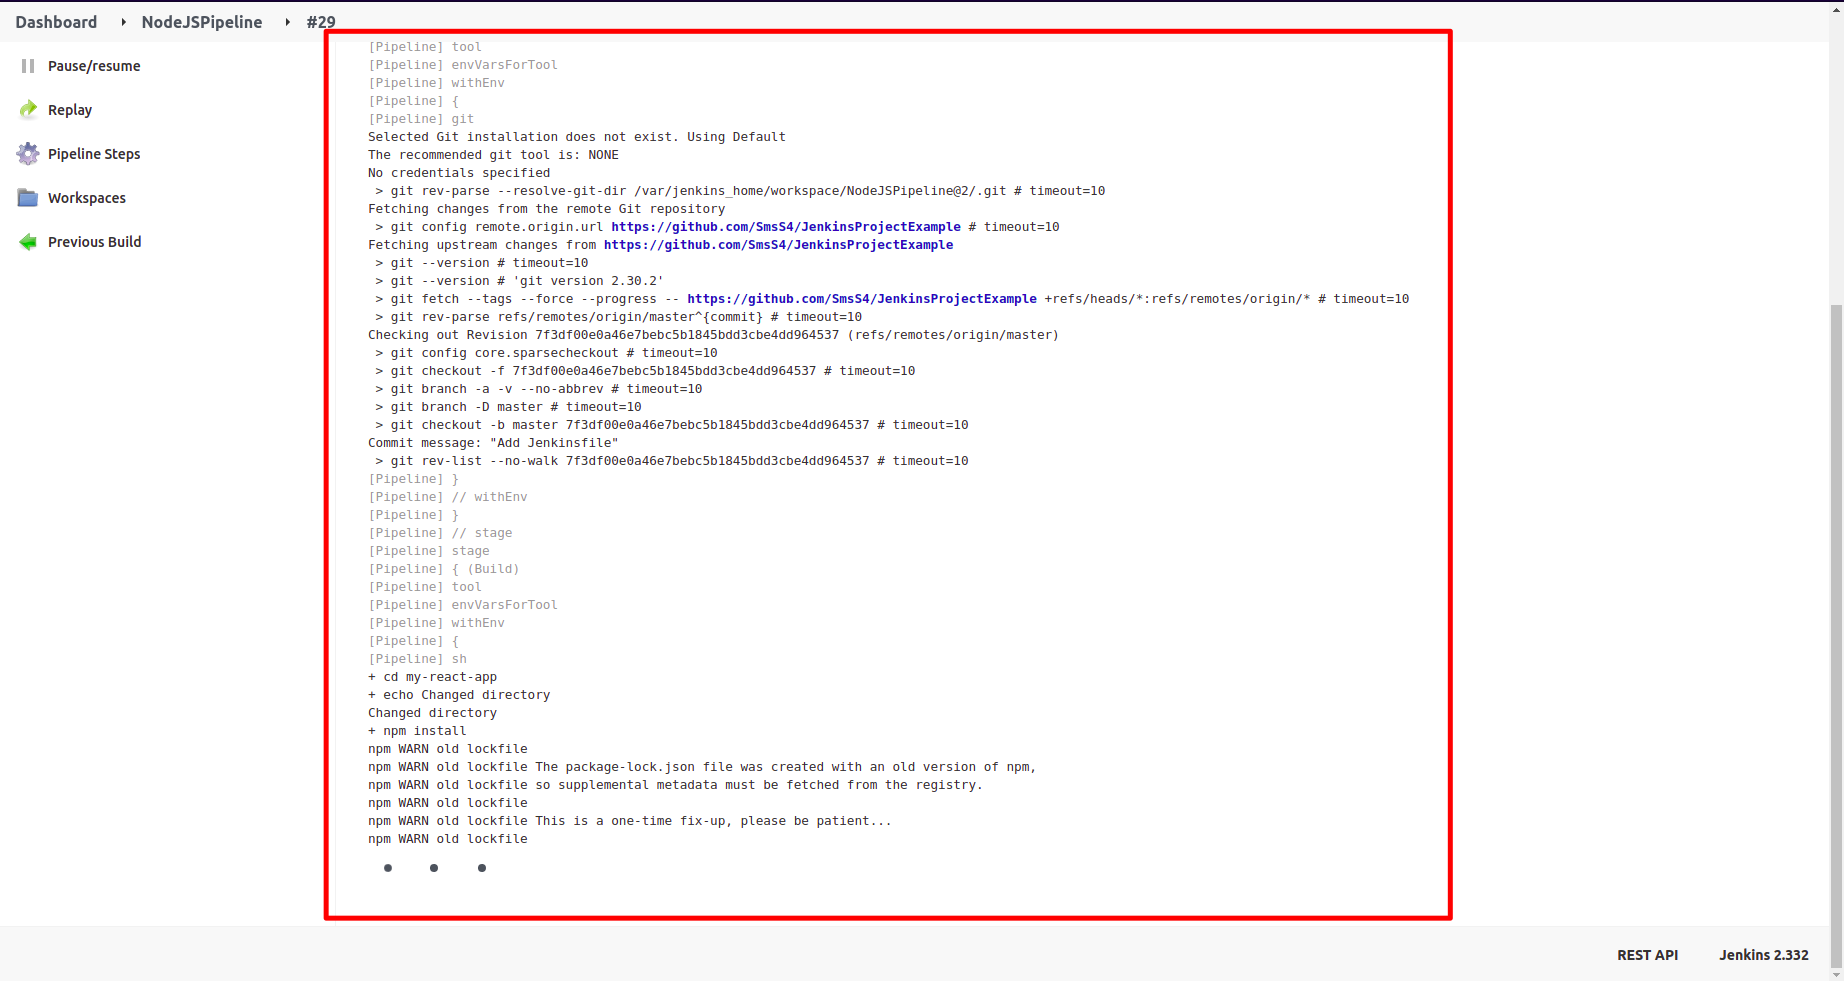 Dashboard NodeJSPipeline #29
Pause/resume
Replay
Pipeline Steps
Workspaces
Previous Build
[Pipeline] tool
[Pipeline] envVarsForTool
[Pipeline] withEnv
[Pipeline] {
[Pipeline] git
Selected Git installation does not exist. Using Default
The recommended git tool is: NONE
No credentials specified
 > git rev-parse --resolve-git-dir /var/jenkins_home/workspace/NodeJSPipeline@2/.git # timeout=10
Fetching changes from the remote Git repository
 > git config remote.origin.url https://github.com/SmsS4/JenkinsProjectExample # timeout=10
Fetching upstream changes from https://github.com/SmsS4/JenkinsProjectExample
 > git --version # timeout=10
 > git --version # 'git version 2.30.2'
 > git fetch --tags --force --progress -- https://github.com/SmsS4/JenkinsProjectExample +refs/heads/*:refs/remotes/origin/* # timeout=10
 > git rev-parse refs/remotes/origin/master^{commit} # timeout=10
Checking out Revision 7f3df00e0a46e7bebc5b1845bdd3cbe4dd964537 (refs/remotes/origin/master)
 > git config core.sparsecheckout # timeout=10
 > git checkout -f 7f3df00e0a46e7bebc5b1845bdd3cbe4dd964537 # timeout=10
 > git branch -a -v --no-abbrev # timeout=10
 > git branch -D master # timeout=10
 > git checkout -b master 7f3df00e0a46e7bebc5b1845bdd3cbe4dd964537 # timeout=10
Commit message: "Add Jenkinsfile"
 > git rev-list --no-walk 7f3df00e0a46e7bebc5b1845bdd3cbe4dd964537 # timeout=10
[Pipeline] }
[Pipeline] // withEnv
[Pipeline] }
[Pipeline] // stage
[Pipeline] stage
[Pipeline] { (Build)
[Pipeline] tool
[Pipeline] envVarsForTool
[Pipeline] withEnv
[Pipeline] {
[Pipeline] sh
+ cd my-react-app
+ echo Changed directory
Changed directory
+ npm install
npm WARN old lockfile
npm WARN old lockfile The package-lock.json file was created with an old version of npm,
npm WARN old lockfile so supplemental metadata must be fetched from the registry.
npm WARN old lockfile
npm WARN old lockfile This is a one-time fix-up, please be patient...
npm WARN old lockfile
REST API Jenkins 2.332